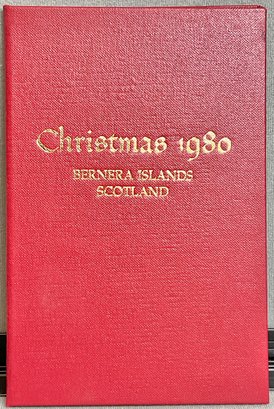 Christmas 1980
BERNERA ISLANDS
SCOTLAND